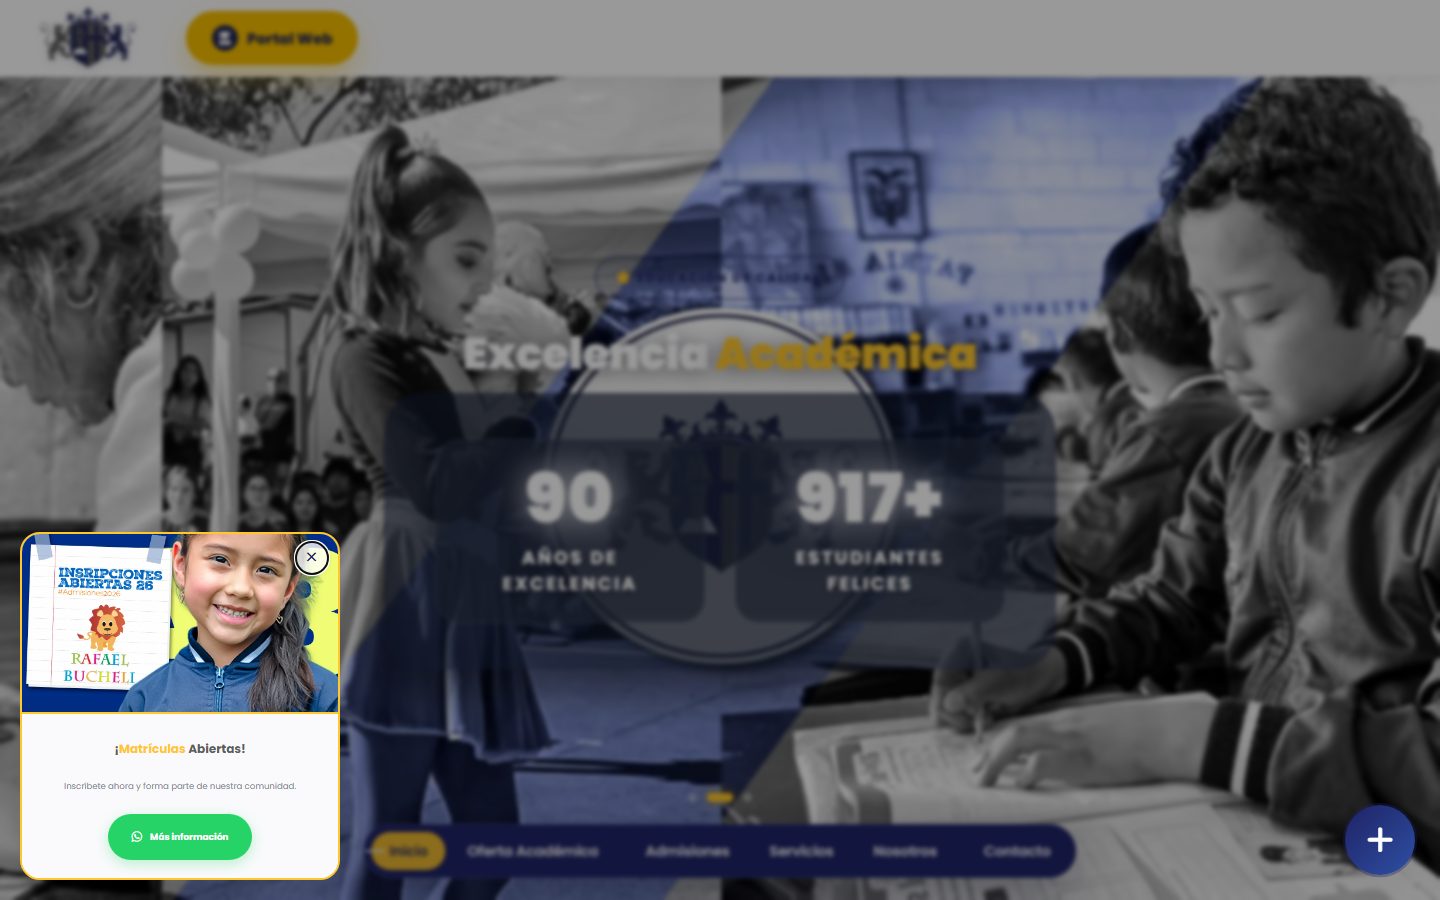 Portal Web
Excelencia Académica
90
AÑOS DE
EXCELENCIA
917+
ESTUDIANTES
FELICES
INSRIPCIONES
ABIERTAS 26
#Admisiones2026
RAFAEL
BUCHELI
¡Matrículas Abiertas!
Inscríbete ahora y forma parte de nuestra comunidad.
Más información
Inicio
Oferta Académica
Admisiones
Servicios
Nosotros
Contacto